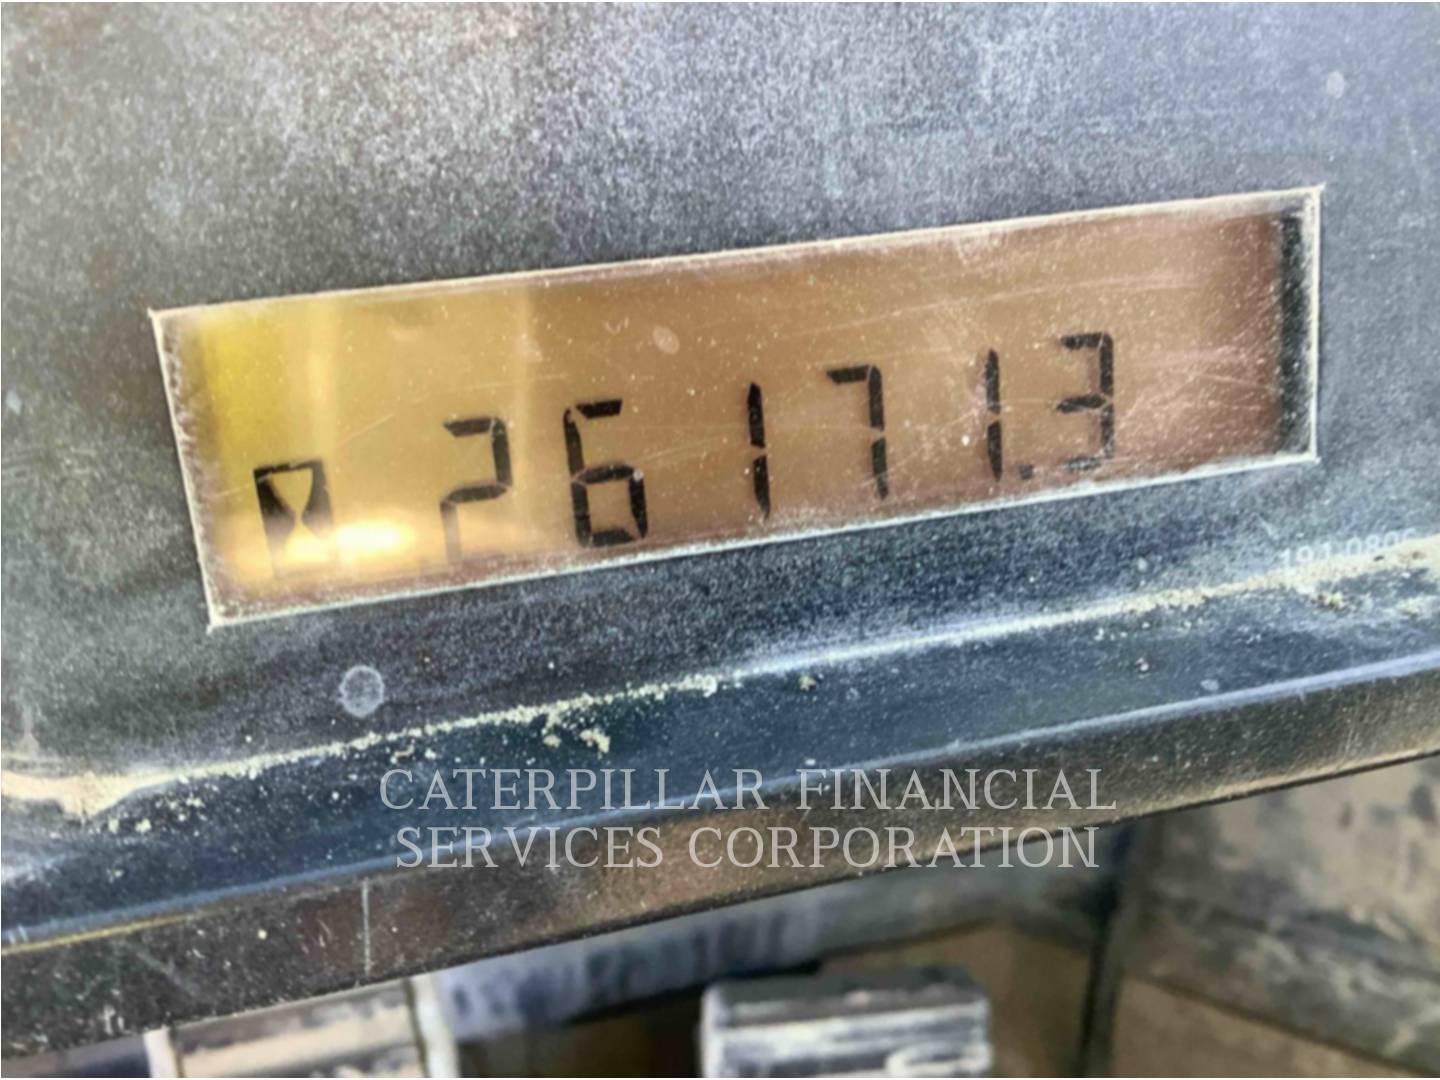 26171.3
CATERPILLAR FINANCIAL
SERVICES CORPORATION